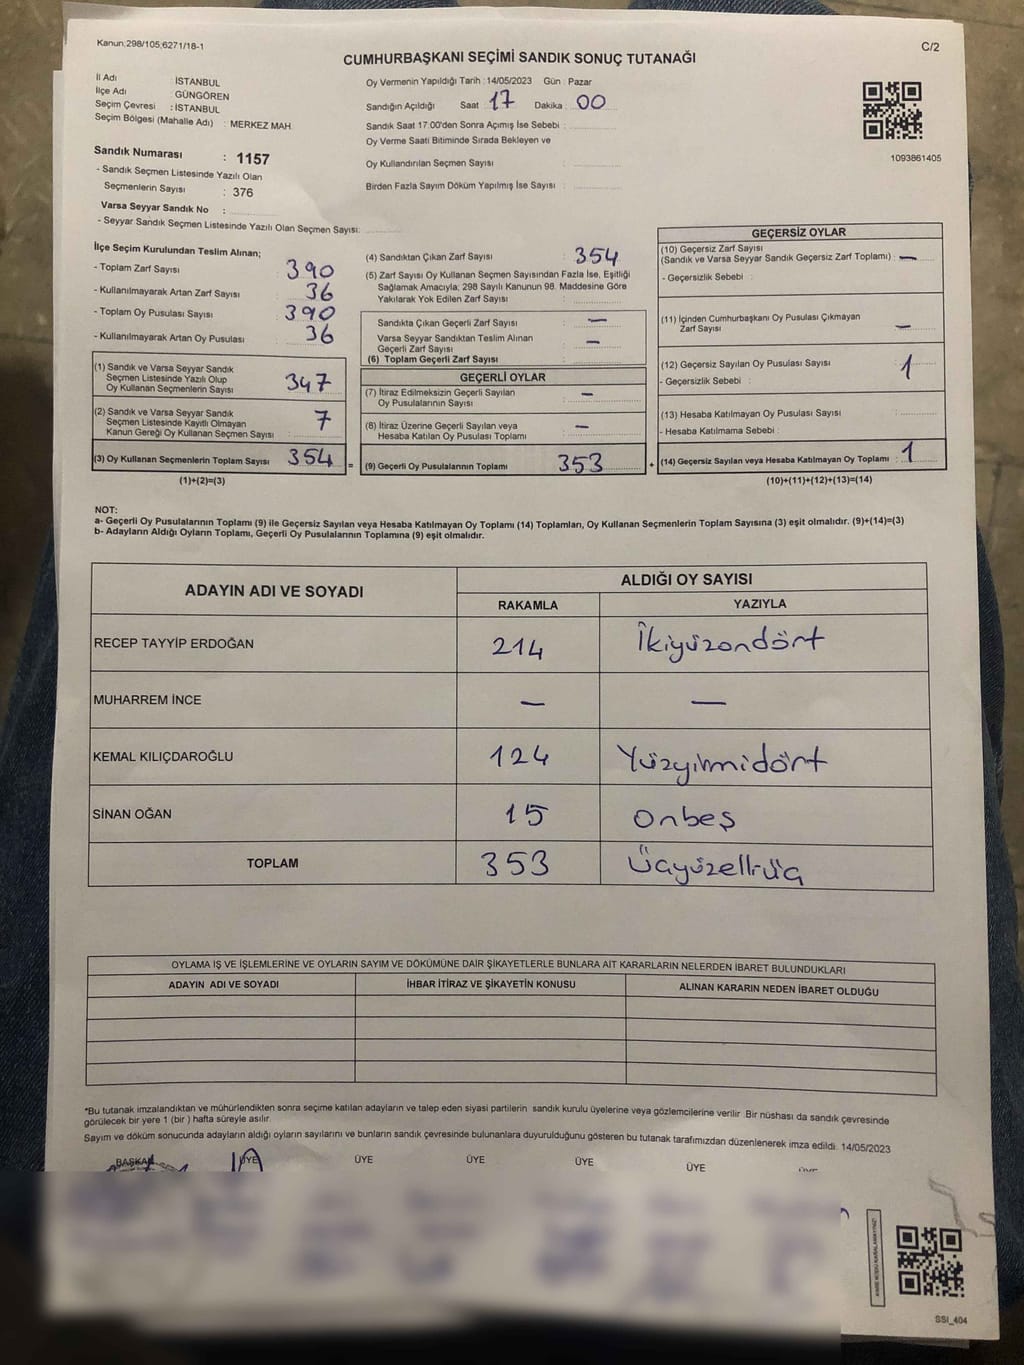 Kanun;298/105;6271/18-1
C/2
CUMHURBAŞKANI SEÇİMİ SANDIK SONUÇ TUTANAĞI
İl Adı : İSTANBUL
İlçe Adı : GÜNGÖREN
Seçim Çevresi : İSTANBUL
Seçim Bölgesi (Mahalle Adı) : MERKEZ MAH
Sandık Numarası : 1157
- Sandık Seçmen Listesinde Yazılı Olan
Seçmenlerin Sayısı : 376
Varsa Seyyar Sandık No :
- Seyyar Sandık Seçmen Listesinde Yazılı Olan Seçmen Sayısı:
Oy Vermenin Yapıldığı Tarih : 14/05/2023 Gün : Pazar
Sandığın Açıldığı Saat 17 Dakika : 00
Sandık Saat 17:00'den Sonra Açımış İse Sebebi :
Oy Verme Saati Bitiminde Sırada Bekleyen ve
Oy Kullandırılan Seçmen Sayısı :
Birden Fazla Sayım Döküm Yapılmış İse Sayısı :
1093861405
İlçe Seçim Kurulundan Teslim Alınan;
- Toplam Zarf Sayısı : 390
- Kullanılmayarak Artan Zarf Sayısı : 36
- Toplam Oy Pusulası Sayısı : 390
- Kullanılmayarak Artan Oy Pusulası : 36
(1) Sandık ve Varsa Seyyar Sandık
Seçmen Listesinde Yazılı Olup
Oy Kullanan Seçmenlerin Sayısı : 347
(2) Sandık ve Varsa Seyyar Sandık
Seçmen Listesinde Kayıtlı Olmayan
Kanun Gereği Oy Kullanan Seçmen Sayısı : 7
(3) Oy Kullanan Seçmenlerin Toplam Sayısı : 354 =
(1)+(2)=(3)
(4) Sandıktan Çıkan Zarf Sayısı : 354
(5) Zarf Sayısı Oy Kullanan Seçmen Sayısından Fazla İse, Eşitliği
Sağlamak Amacıyla; 298 Sayılı Kanunun 98. Maddesine Göre
Yakılarak Yok Edilen Zarf Sayısı :
Sandıkta Çıkan Geçerli Zarf Sayısı : —
Varsa Seyyar Sandıktan Teslim Alınan
Geçerli Zarf Sayısı : —
(6) Toplam Geçerli Zarf Sayısı :
GEÇERLİ OYLAR
(7) İtiraz Edilmeksizin Geçerli Sayılan
Oy Pusulalarının Sayısı : —
(8) İtiraz Üzerine Geçerli Sayılan veya
Hesaba Katılan Oy Pusulası Toplamı : —
(9) Geçerli Oy Pusulalarının Toplamı 353 +
GEÇERSİZ OYLAR
(10) Geçersiz Zarf Sayısı
(Sandık ve Varsa Seyyar Sandık Geçersiz Zarf Toplamı) : —
- Geçersizlik Sebebi :
(11) İçinden Cumhurbaşkanı Oy Pusulası Çıkmayan
Zarf Sayısı : —
(12) Geçersiz Sayılan Oy Pusulası Sayısı : 1
- Geçersizlik Sebebi :
(13) Hesaba Katılmayan Oy Pusulası Sayısı :
- Hesaba Katılmama Sebebi :
(14) Geçersiz Sayılan veya Hesaba Katılmayan Oy Toplamı : 1
(10)+(11)+(12)+(13)=(14)
NOT:
a- Geçerli Oy Pusulalarının Toplamı (9) ile Geçersiz Sayılan veya Hesaba Katılmayan Oy Toplamı (14) Toplamları, Oy Kullanan Seçmenlerin Toplam Sayısına (3) eşit olmalıdır. (9)+(14)=(3)
b- Adayların Aldığı Oyların Toplamı, Geçerli Oy Pusulalarının Toplamına (9) eşit olmalıdır.
ADAYIN ADI VE SOYADI
ALDIĞI OY SAYISI
RAKAMLA YAZIYLA
RECEP TAYYİP ERDOĞAN 214 İkiyüzondört
MUHARREM İNCE — —
KEMAL KILIÇDAROĞLU 124 Yüzyirmidört
SİNAN OĞAN 15 onbeş
TOPLAM 353 Üçyüzelliüç
OYLAMA İŞ VE İŞLEMLERİNE VE OYLARIN SAYIM VE DÖKÜMÜNE DAİR ŞİKAYETLERLE BUNLARA AİT KARARLARIN NELERDEN İBARET BULUNDUKLARI
ADAYIN ADI VE SOYADI İHBAR İTİRAZ VE ŞİKAYETİN KONUSU ALINAN KARARIN NEDEN İBARET OLDUĞU
*Bu tutanak imzalandıktan ve mühürlendikten sonra seçime katılan adayların ve talep eden siyasi partilerin sandık kurulu üyelerine veya gözlemcilerine verilir. Bir nüshası da sandık çevresinde
görülecek bir yere 1 (bir ) hafta süreyle asılır.
Sayım ve döküm sonucunda adayların aldığı oyların sayılarını ve bunların sandık çevresinde bulunanlara duyurulduğunu gösteren bu tutanak tarafımızdan düzenlenerek imza edildi: 14/05/2023
BAŞKAN ÜYE ÜYE ÜYE ÜYE ÜYE
SSI_404